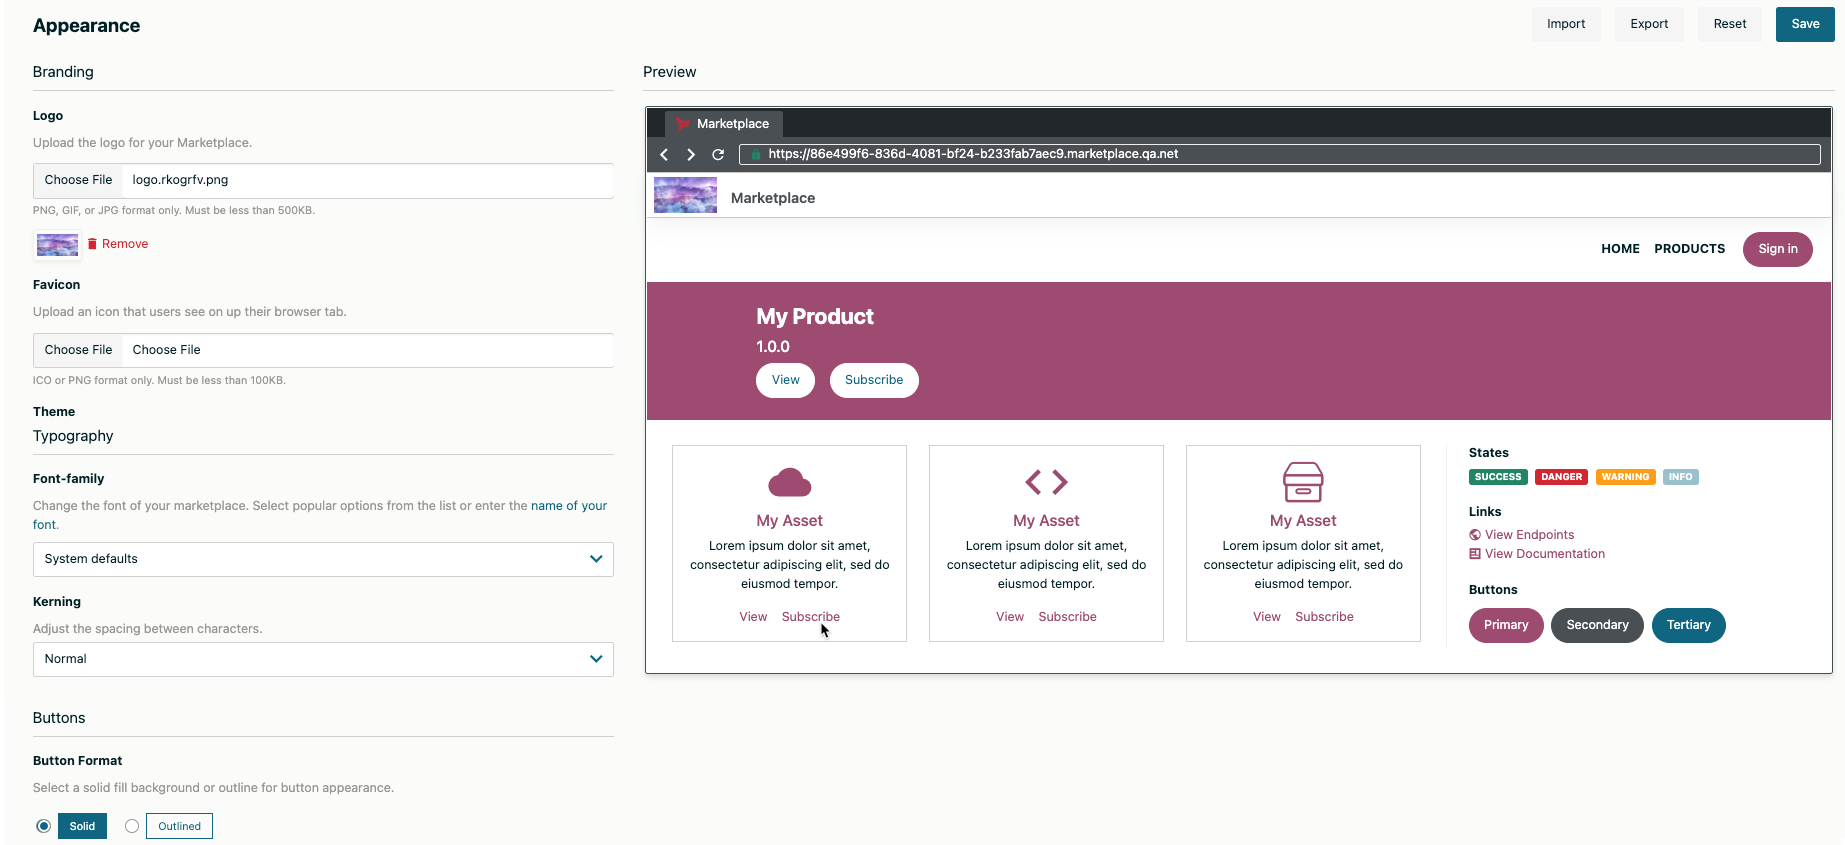 Appearance
Import
Export
Reset
Save
Branding
Logo
Upload the logo for your Marketplace.
Choose File
logo.rkogrfv.png
PNG, GIF, or JPG format only. Must be less than 500KB.
Remove
Favicon
Upload an icon that users see on up their browser tab.
Choose File
Choose File
ICO or PNG format only. Must be less than 100KB.
Theme
Typography
Font-family
Change the font of your marketplace. Select popular options from the list or enter the name of your
font.
System defaults
Kerning
Adjust the spacing between characters.
Normal
Buttons
Button Format
Select a solid fill background or outline for button appearance.
Solid
Outlined
Preview
Marketplace
https://86e499f6-836d-4081-bf24-b233fab7aec9.marketplace.qa.net
Marketplace
HOME
PRODUCTS
Sign in
My Product
1.0.0
View
Subscribe
My Asset
Lorem ipsum dolor sit amet,
consectetur adipiscing elit, sed do
eiusmod tempor.
View
Subscribe
My Asset
Lorem ipsum dolor sit amet,
consectetur adipiscing elit, sed do
eiusmod tempor.
View
Subscribe
My Asset
Lorem ipsum dolor sit amet,
consectetur adipiscing elit, sed do
eiusmod tempor.
View
Subscribe
States
SUCCESS
DANGER
WARNING
INFO
Links
View Endpoints
View Documentation
Buttons
Primary
Secondary
Tertiary